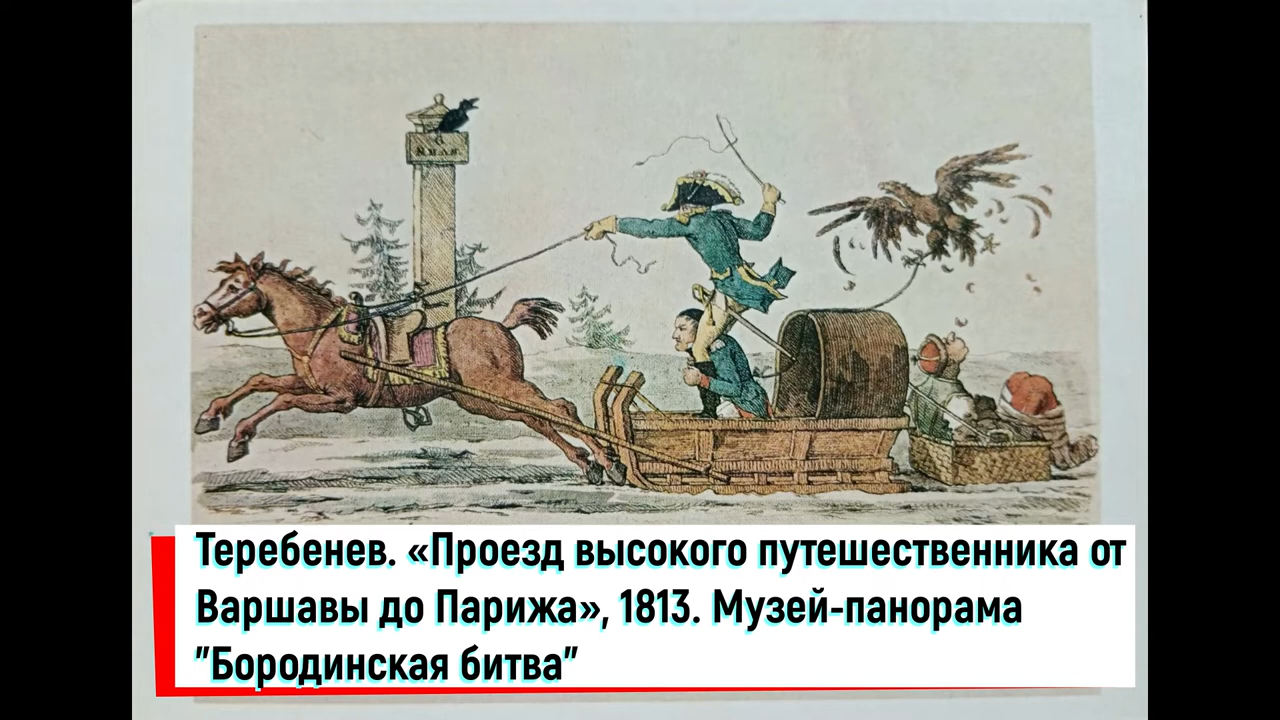 Теребенев. «Проезд высокого путешественника от
Варшавы до Парижа», 1813. Музей-панорама
"Бородинская битва"